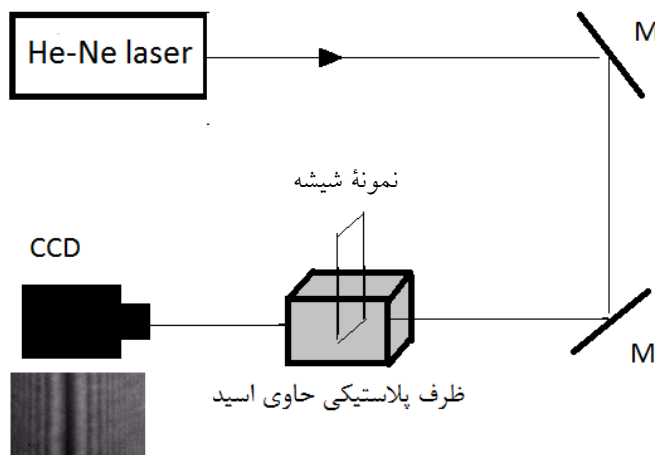 He-Ne laser
M
نمونهٔ شیشه
CCD
M
ظرف پلاستیکی حاوی اسید